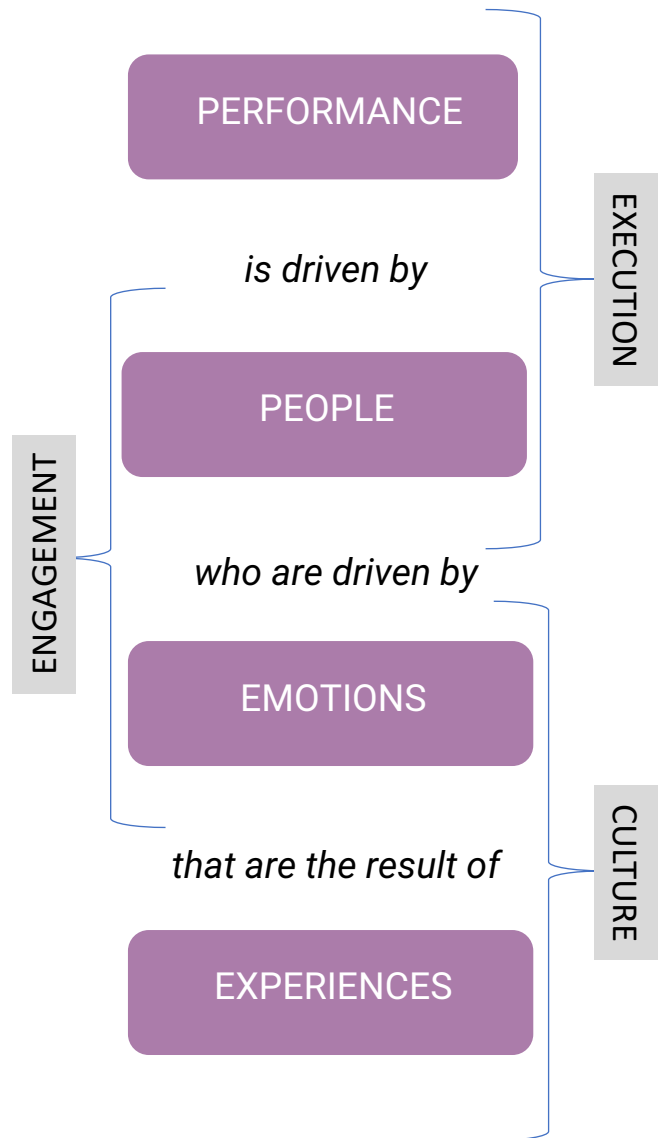 PERFORMANCE
EXECUTION
is driven by
PEOPLE
ENGAGEMENT
who are driven by
EMOTIONS
CULTURE
that are the result of
EXPERIENCES